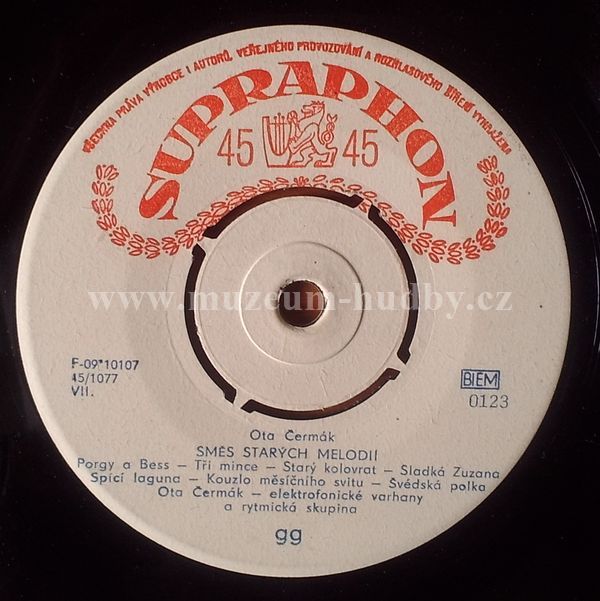 VŠECHNA PRÁVA VÝROBCE I AUTORŮ, VEŘEJNÉHO PROVOZOVÁNÍ A ROZHLASOVÉHO ŠÍŘENÍ VYHRAŽENA
SUPRAPHON
45 45
www.muzeum-hudby.cz
F-09*10107
45/1077
VII.
BIEM
0123
Ota Čermák
SMĚS STARÝCH MELODIÍ
Porgy a Bess — Tři mince — Starý kolovrat — Sladká Zuzana
Spící laguna — Kouzlo měsíčního svitu — Švédská polka
Ota Čermák — elektrofonické varhany
a rytmická skupina
gg